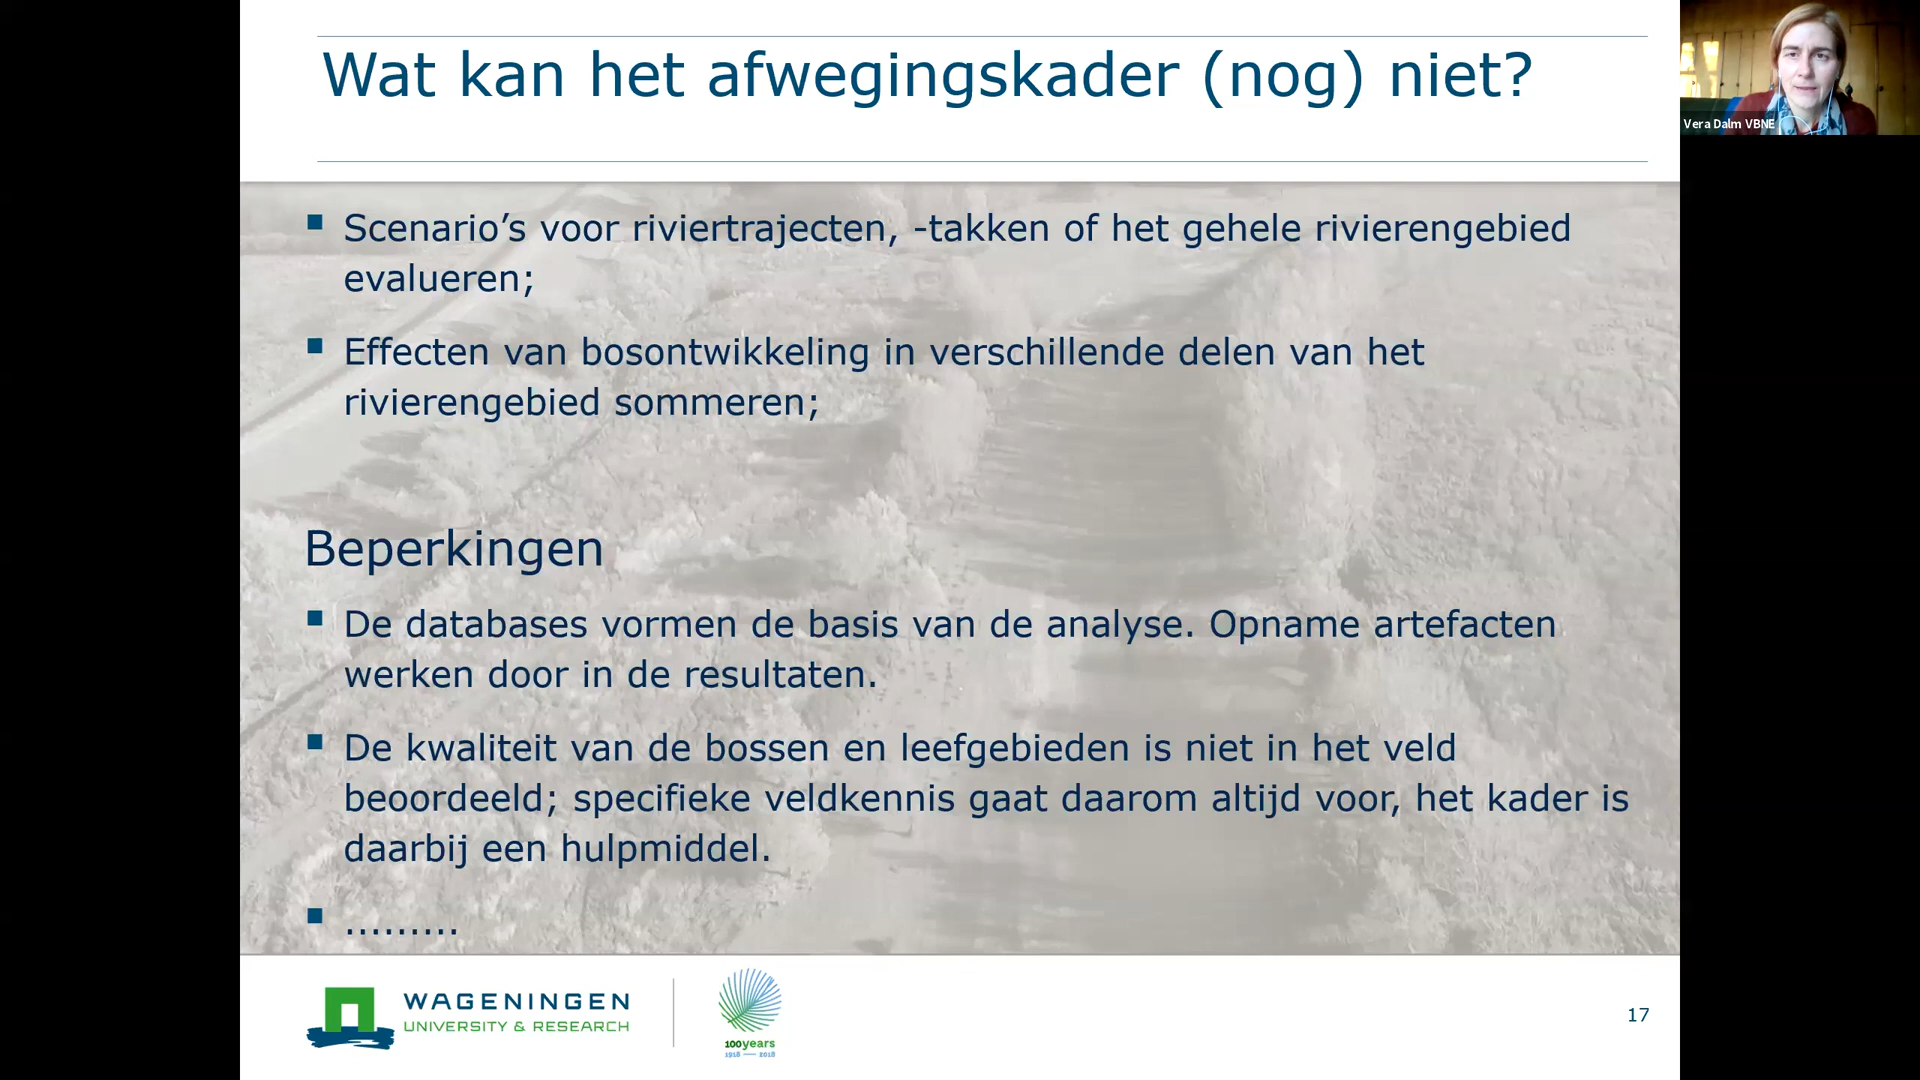 Wat kan het afwegingskader (nog) niet?
Vera Dalm VBNE
Scenario’s voor riviertrajecten, -takken of het gehele rivierengebied
evalueren;
Effecten van bosontwikkeling in verschillende delen van het
rivierengebied sommeren;
Beperkingen
De databases vormen de basis van de analyse. Opname artefacten
werken door in de resultaten.
De kwaliteit van de bossen en leefgebieden is niet in het veld
beoordeeld; specifieke veldkennis gaat daarom altijd voor, het kader is
daarbij een hulpmiddel.
.........
WAGENINGEN
UNIVERSITY & RESEARCH
100years
1918 — 2018
17